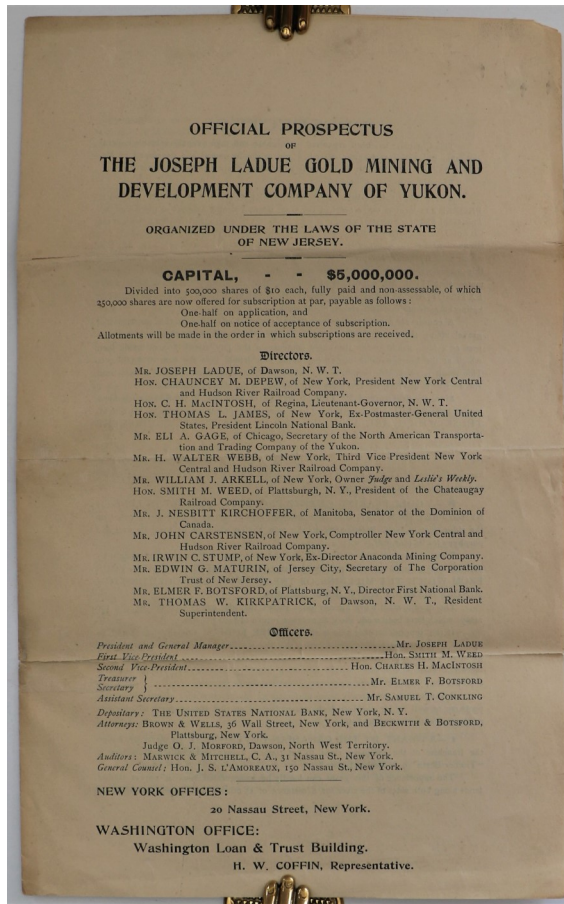 OFFICIAL PROSPECTUS
OF
THE JOSEPH LADUE GOLD MINING AND
DEVELOPMENT COMPANY OF YUKON.
ORGANIZED UNDER THE LAWS OF THE STATE
OF NEW JERSEY.
CAPITAL, - - $5,000,000.
Divided into 500,000 shares of $10 each, fully paid and non-assessable, of which
250,000 shares are now offered for subscription at par, payable as follows:
One-half on application, and
One-half on notice of acceptance of subscription.
Allotments will be made in the order in which subscriptions are received.
Directors.
MR. JOSEPH LADUE, of Dawson, N. W. T.
HON. CHAUNCEY M. DEPEW, of New York, President New York Central
and Hudson River Railroad Company.
HON. C. H. MACINTOSH, of Regina, Lieutenant-Governor, N. W. T.
HON. THOMAS L. JAMES, of New York, Ex-Postmaster-General United
States, President Lincoln National Bank.
MR. ELI A. GAGE, of Chicago, Secretary of the North American Transporta-
tion and Trading Company of the Yukon.
MR. H. WALTER WEBB, of New York, Third Vice President New York
Central and Hudson River Railroad Company.
MR. WILLIAM J. ARKELL, of New York, Owner Judge and Leslie's Weekly.
HON. SMITH M. WEED, of Plattsburgh, N. Y., President of the Chateaugay
Railroad Company.
MR. J. NESBITT KIRCHOFFER, of Manitoba, Senator of the Dominion of
Canada.
MR. JOHN CARSTENSEN, of New York, Comptroller New York Central and
Hudson River Railroad Company.
MR. IRWIN C. STUMP, of New York, Ex-Director Anaconda Mining Company.
MR. EDWIN G. MATURIN, of Jersey City, Secretary of The Corporation
Trust of New Jersey.
MR. ELMER F. BOTSFORD, of Plattsburg, N. Y., Director First National Bank.
MR. THOMAS W. KIRKPATRICK, of Dawson, N. W. T., Resident
Superintendent.
Officers.
President and General Manager Mr. JOSEPH LADUE
First Vice-President Hon. SMITH M. WEED
Second Vice-President Hon. CHARLES H. MACINTOSH
Treasurer }
Secretary } Mr. ELMER F. BOTSFORD
Assistant Secretary Mr. SAMUEL T. CONKLING
Depositary: THE UNITED STATES NATIONAL BANK, New York, N. Y.
Attorneys: BROWN & WELLS, 36 Wall Street, New York, and BECKWITH & BOTSFORD,
Plattsburg, New York.
Judge O. J. MORFORD, Dawson, North West Territory.
Auditors: MARWICK & MITCHELL, C. A., 31 Nassau St., New York.
General Counsel: Hon. J. S. L'AMOREAUX, 150 Nassau St., New York.
NEW YORK OFFICES:
20 Nassau Street, New York.
WASHINGTON OFFICE:
Washington Loan & Trust Building.
H. W. COFFIN, Representative.